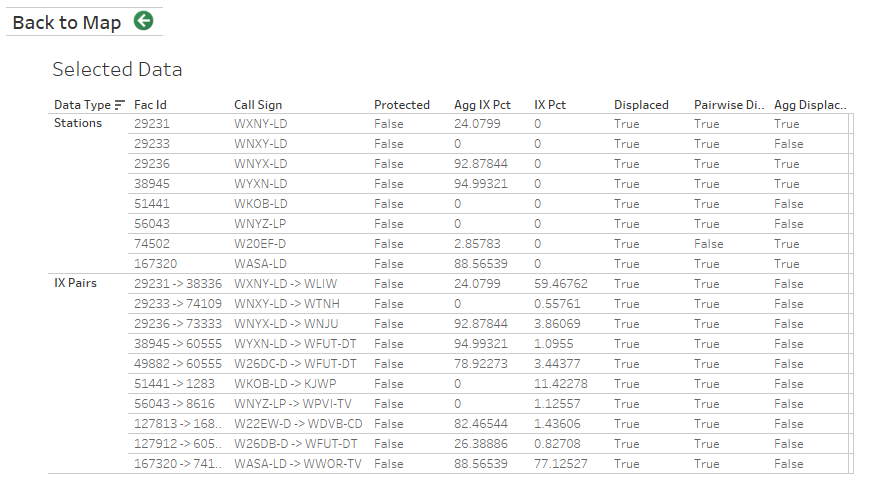 Back to Map
Selected Data
Data Type Fac Id Call Sign Protected Agg IX Pct IX Pct Displaced Pairwise Di.. Agg Displac..
Stations 29231 WXNY-LD False 24.0799 0 True True True
29233 WNXY-LD False 0 0 True True False
29236 WNYX-LD False 92.87844 0 True True True
38945 WYXN-LD False 94.99321 0 True True True
51441 WKOB-LD False 0 0 True True False
56043 WNYZ-LP False 0 0 True True False
74502 W20EF-D False 2.85783 0 True False True
167320 WASA-LD False 88.56539 0 True True True
IX Pairs 29231 -> 38336 WXNY-LD -> WLIW False 24.0799 59.46762 True True False
29233 -> 74109 WNXY-LD -> WTNH False 0 0.55761 True True False
29236 -> 73333 WNYX-LD -> WNJU False 92.87844 3.86069 True True False
38945 -> 60555 WYXN-LD -> WFUT-DT False 94.99321 1.0955 True True False
49882 -> 60555 W26DC-D -> WFUT-DT False 78.92273 3.44377 True True False
51441 -> 1283 WKOB-LD -> KJWP False 0 11.42278 True True False
56043 -> 8616 WNYZ-LP -> WPVI-TV False 0 1.12557 True True False
127813 -> 168.. W22EW-D -> WDVB-CD False 82.46544 1.43606 True True False
127912 -> 605.. W26DB-D -> WFUT-DT False 26.38886 0.82708 True True False
167320 -> 741.. WASA-LD -> WWOR-TV False 88.56539 77.12527 True True False